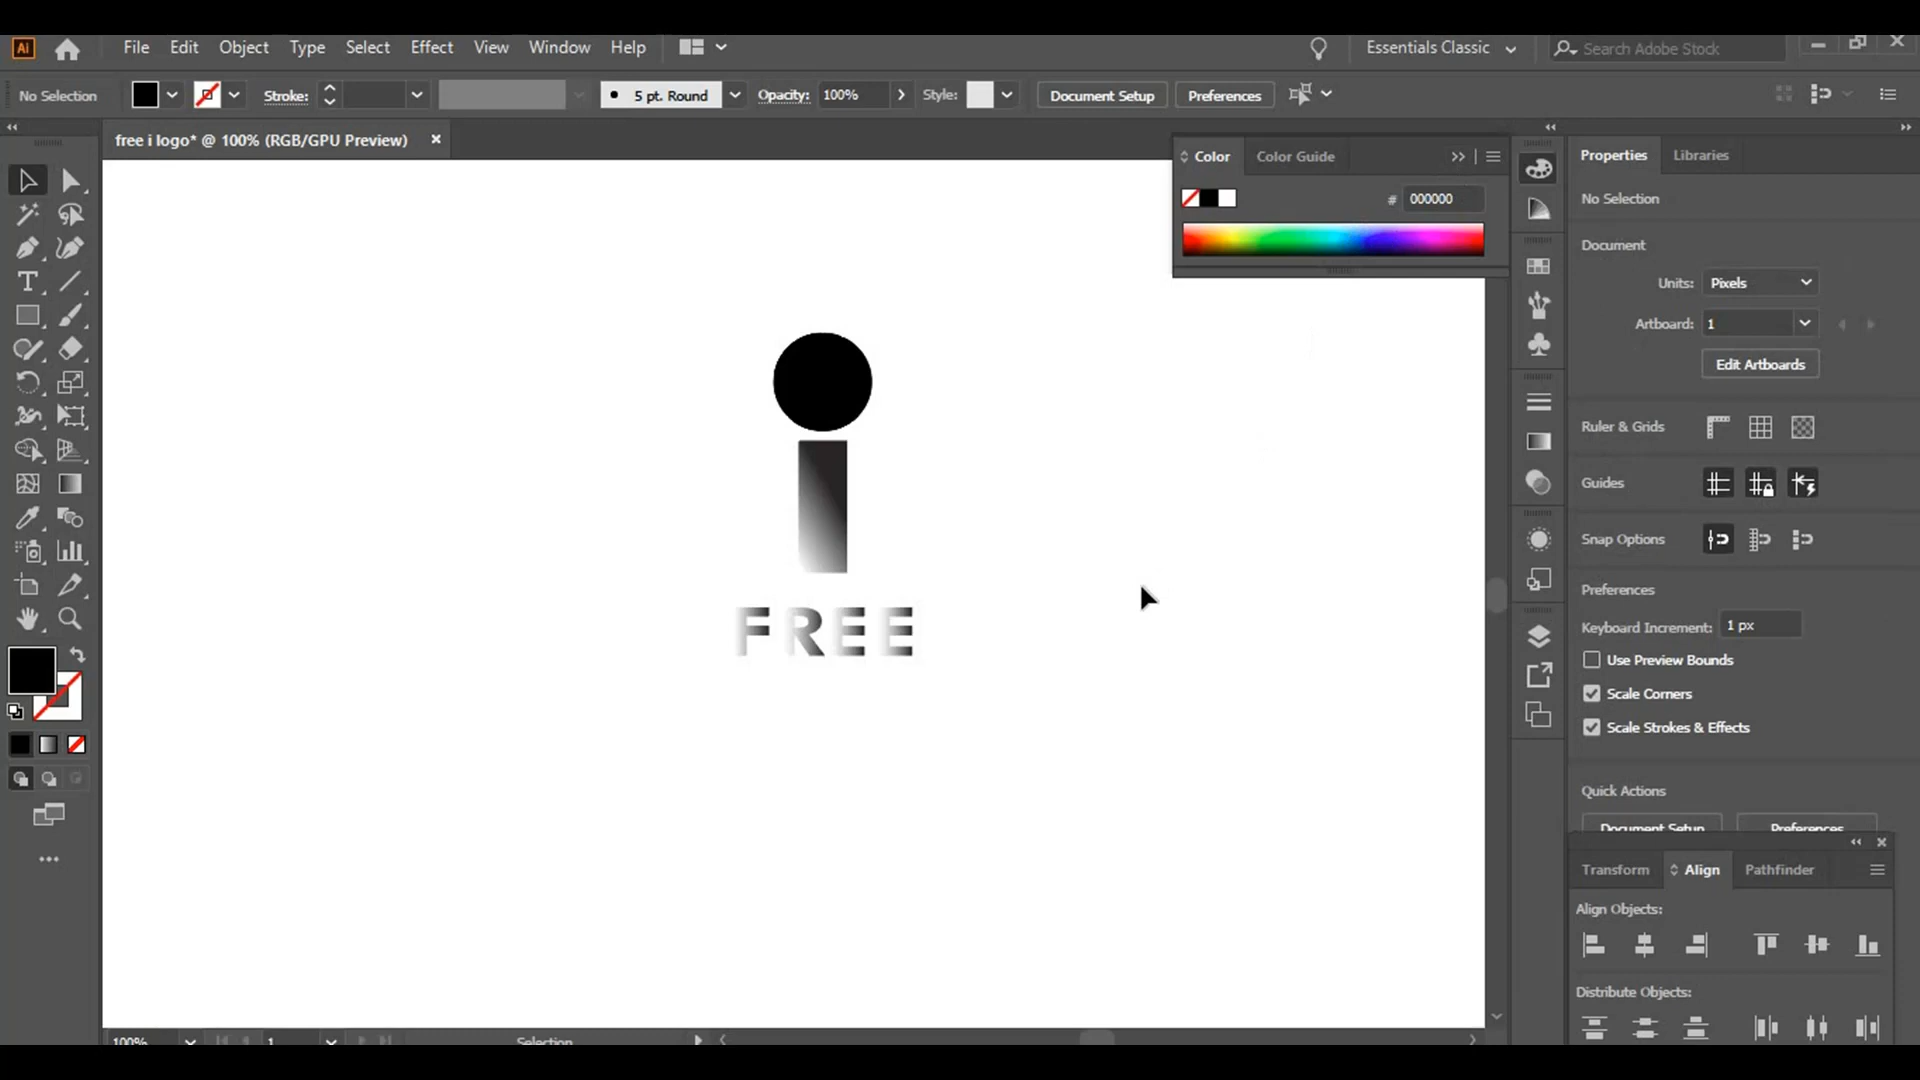 Ai File Edit Object Type Select Effect View Window Help Essentials Classic Search Adobe Stock
No Selection Stroke: 5 pt. Round Opacity: 100% Style: Document Setup Preferences
free i logo* @ 100% (RGB/GPU Preview)
Color Color Guide
# 000000
Properties Libraries
No Selection
Document
Units: Pixels
Artboard: 1
Edit Artboards
Ruler & Grids
Guides
Snap Options
Preferences
Keyboard Increment: 1 px
Use Preview Bounds
Scale Corners
Scale Strokes & Effects
Quick Actions
Document Setup Preferences
Transform Align Pathfinder
Align Objects:
Distribute Objects:
i
FREE
100% 1 Selection